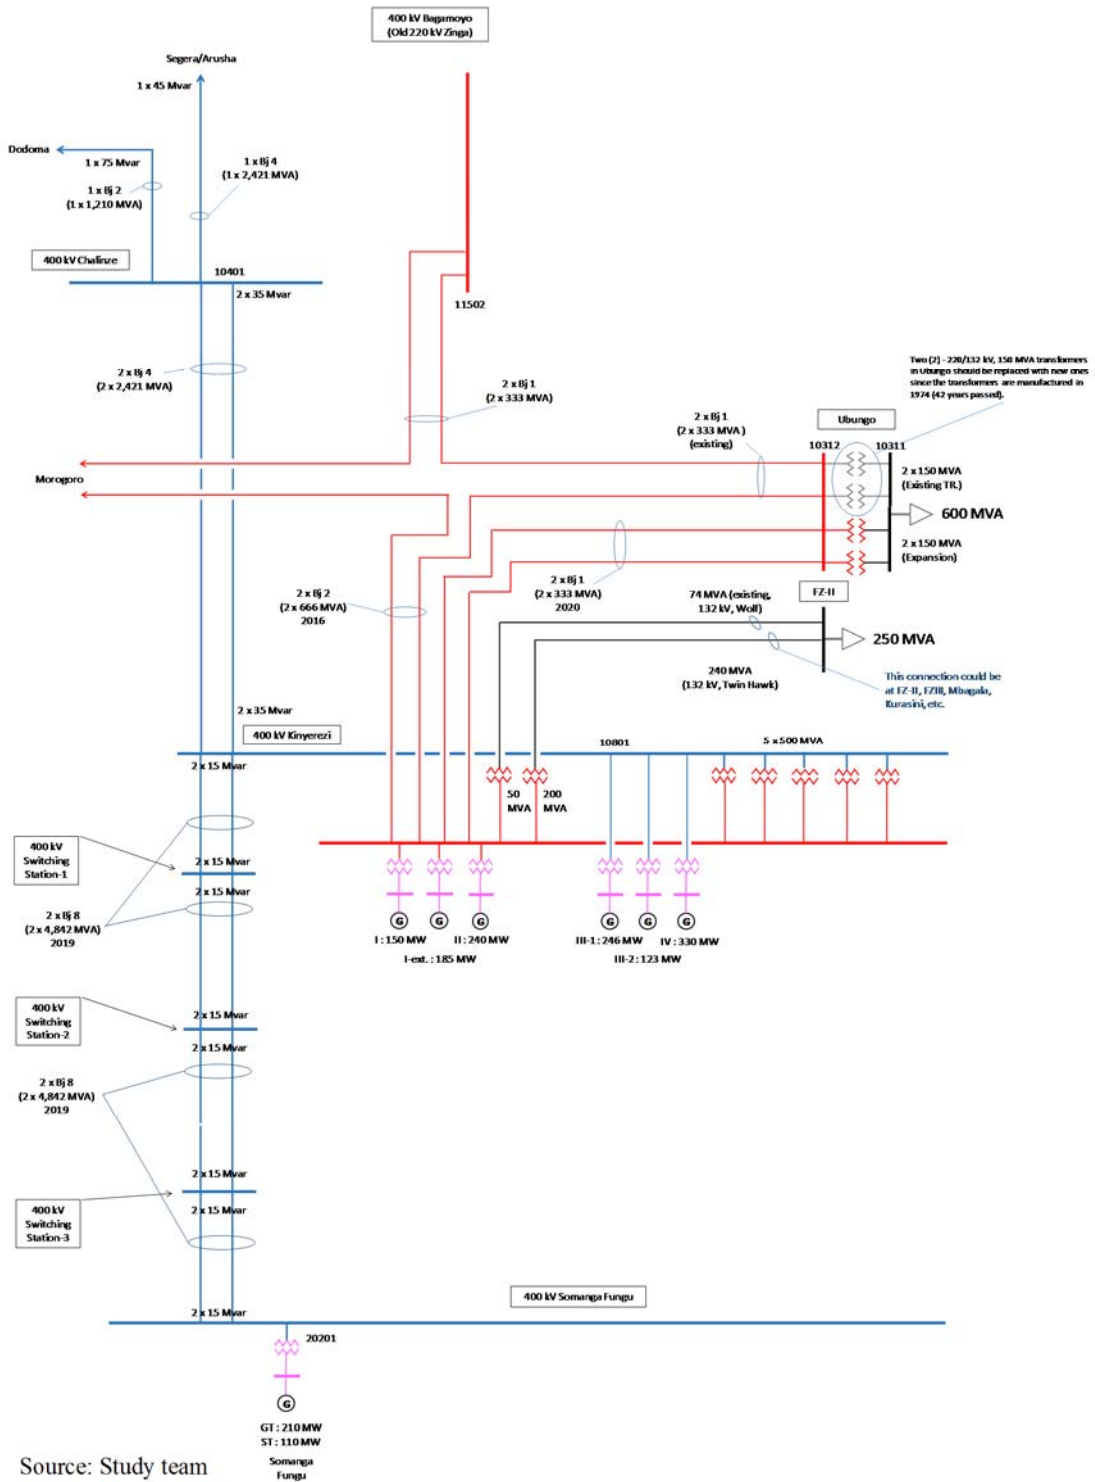 400 kV Bagamoyo
(Old 220 kV Zinga)
Segera/Arusha
1 x 45 Mvar
Dodoma
1 x 75 Mvar
1 x Bj 2
(1 x 1,210 MVA)
1 x Bj 4
(1 x 2,421 MVA)
400 kV Chalinze
10401
2 x 35 Mvar
11502
2 x Bj 4
(2 x 2,421 MVA)
2 x Bj 1
(2 x 333 MVA)
Two (2) - 220/132 kV, 150 MVA transformers
in Ubungo should be replaced with new ones
since the transformers are manufactured in
1974 (42 years passed).
2 x Bj 1
(2 x 333 MVA )
(existing)
Ubungo
10312
10311
2 x 150 MVA
(Existing TR.)
Morogoro
600 MVA
2 x 150 MVA
(Expansion)
2 x Bj 2
(2 x 666 MVA)
2016
2 x Bj 1
(2 x 333 MVA)
2020
74 MVA (existing,
132 kV, Wolf)
FZ-II
250 MVA
240 MVA
(132 kV, Twin Hawk)
This connection could be
at FZ-II, FZIII, Mbagala,
Kurasini, etc.
2 x 35 Mvar
400 kV Kinyerezi
10801
5 x 500 MVA
2 x 15 Mvar
50
MVA
200
MVA
400 kV
Switching
Station-1
2 x 15 Mvar
2 x 15 Mvar
2 x Bj 8
(2 x 4,842 MVA)
2019
G
G
G
G
G
G
I : 150 MW
II : 240 MW
I-ext. : 185 MW
III-1: 246 MW
IV : 330 MW
III-2: 123 MW
400 kV
Switching
Station-2
2 x 15 Mvar
2 x 15 Mvar
2 x Bj 8
(2 x 4,842 MVA)
2019
2 x 15 Mvar
400 kV
Switching
Station-3
2 x 15 Mvar
400 kV Somanga Fungu
2 x 15 Mvar
20201
G
GT : 210 MW
ST : 110 MW
Somanga
Fungu
Source: Study team